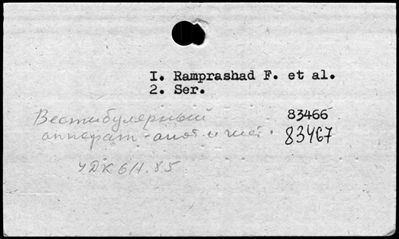 I. Ramprashad F. et al.
2. Ser.
Вестибулярный 83466
аппарат - анат. и гист. 83467
УДК 611.85